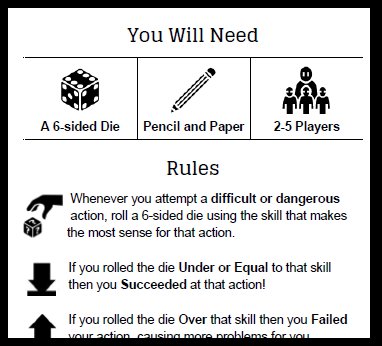 You Will Need
A 6-sided Die
Pencil and Paper
2-5 Players
Rules
Whenever you attempt a difficult or dangerous
action, roll a 6-sided die using the skill that makes
the most sense for that action.
If you rolled the die Under or Equal to that skill
then you Succeeded at that action!
If you rolled the die Over that skill then you Failed
your action, causing more problems for you